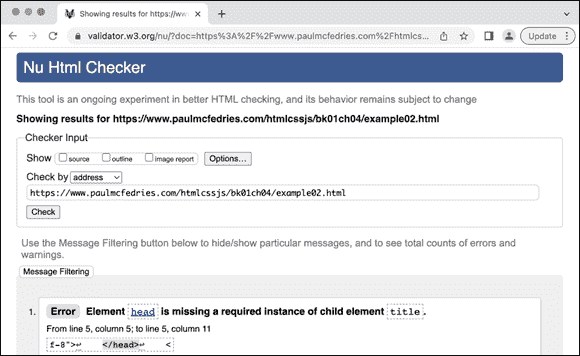 Showing results for https://ww
validator.w3.org/nu/?doc=https%3A%2F%2Fwww.paulmcfedries.com%2Fhtmlcss...
Update
Nu Html Checker
This tool is an ongoing experiment in better HTML checking, and its behavior remains subject to change
Showing results for https://www.paulmcfedries.com/htmlcssjs/bk01ch04/example02.html
Checker Input
Show source outline image report Options...
Check by address
https://www.paulmcfedries.com/htmlcssjs/bk01ch04/example02.html
Check
Use the Message Filtering button below to hide/show particular messages, and to see total counts of errors and
warnings.
Message Filtering
1. Error Element head is missing a required instance of child element title.
From line 5, column 5; to line 5, column 11
f-8">↩ </head>↩ <